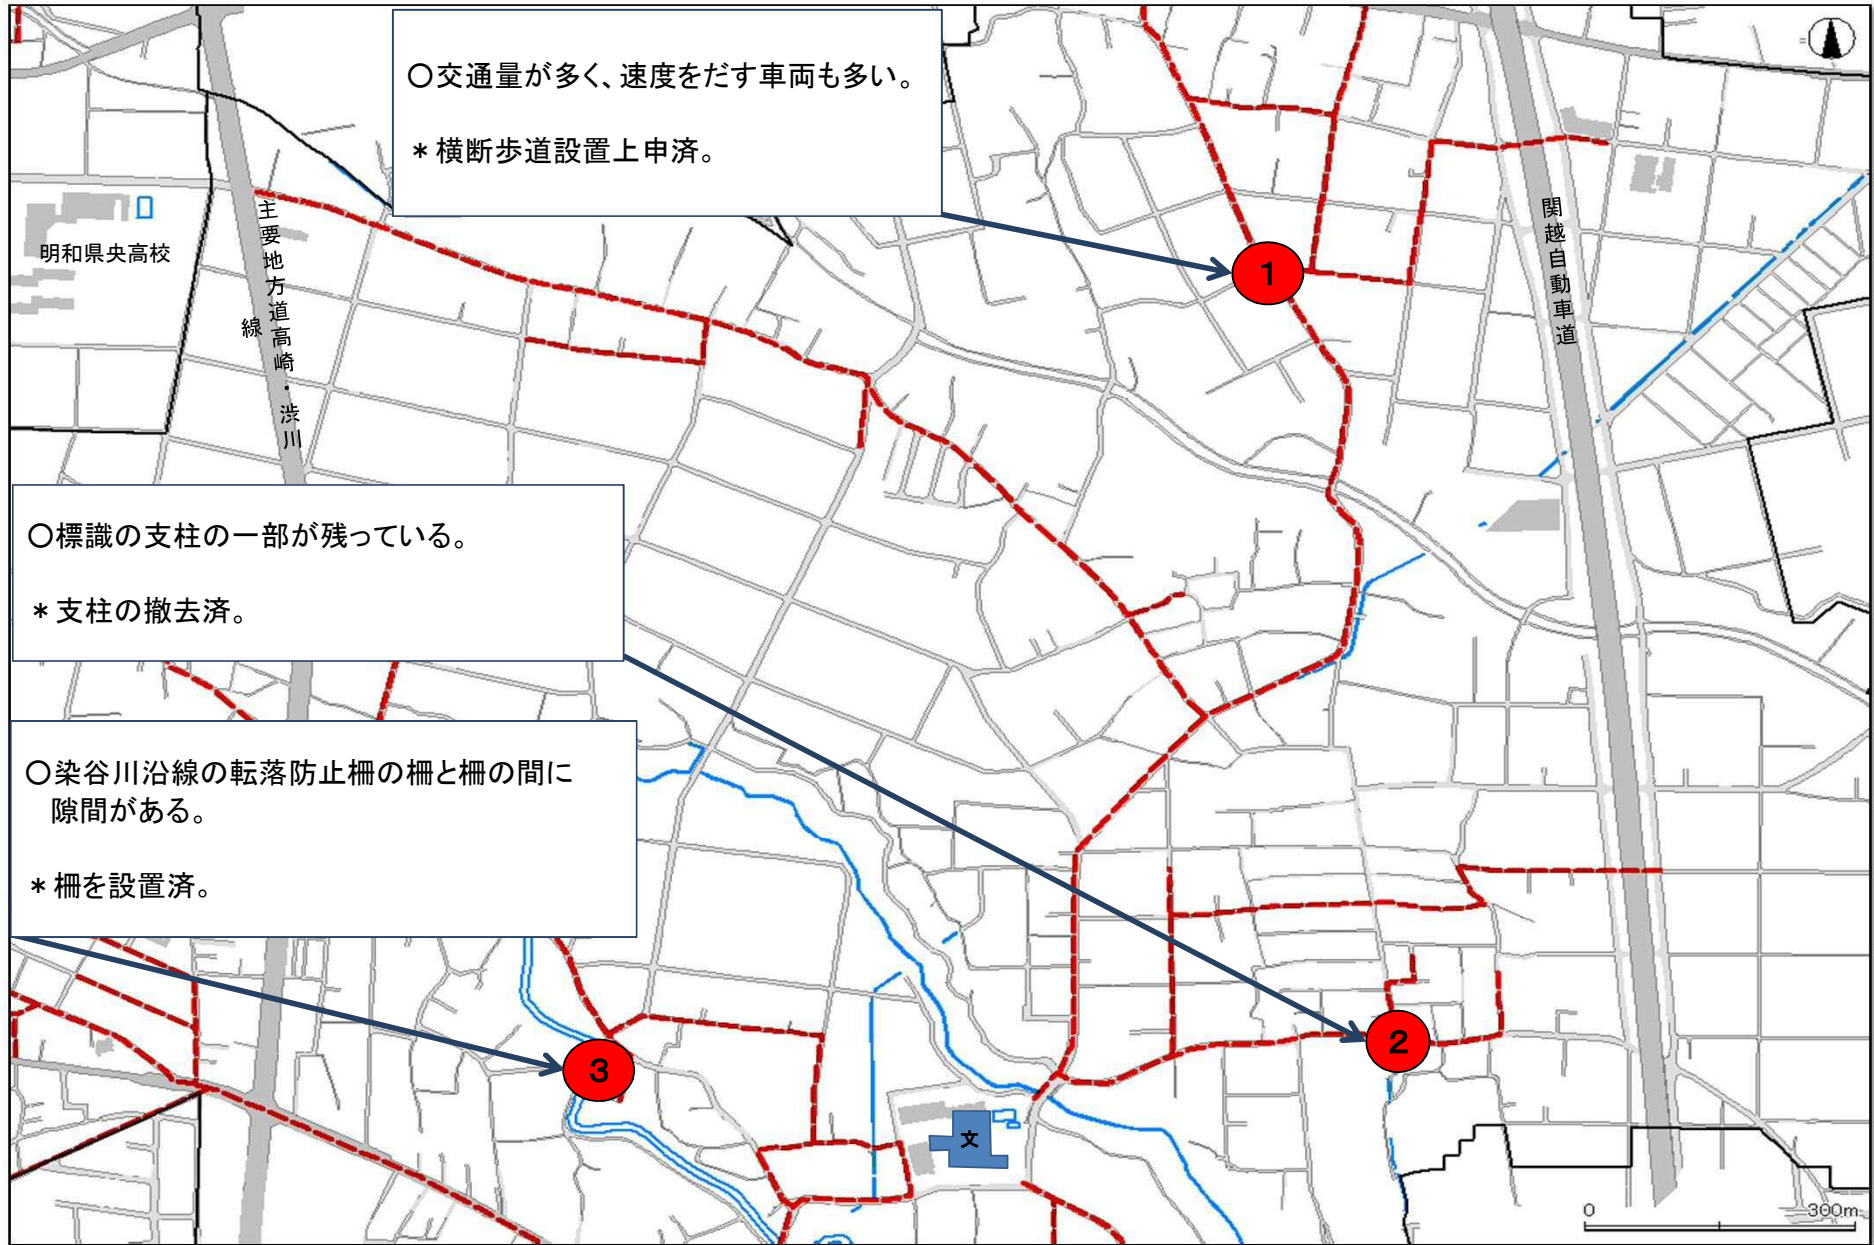 ○交通量が多く、速度をだす車両も多い。
＊横断歩道設置上申済。
明和県央高校
主要地方道高崎・渋川線
関越自動車道
1
○標識の支柱の一部が残っている。
＊支柱の撤去済。
○染谷川沿線の転落防止柵の柵と柵の間に
隙間がある。
＊柵を設置済。
2
3
文
0
300m